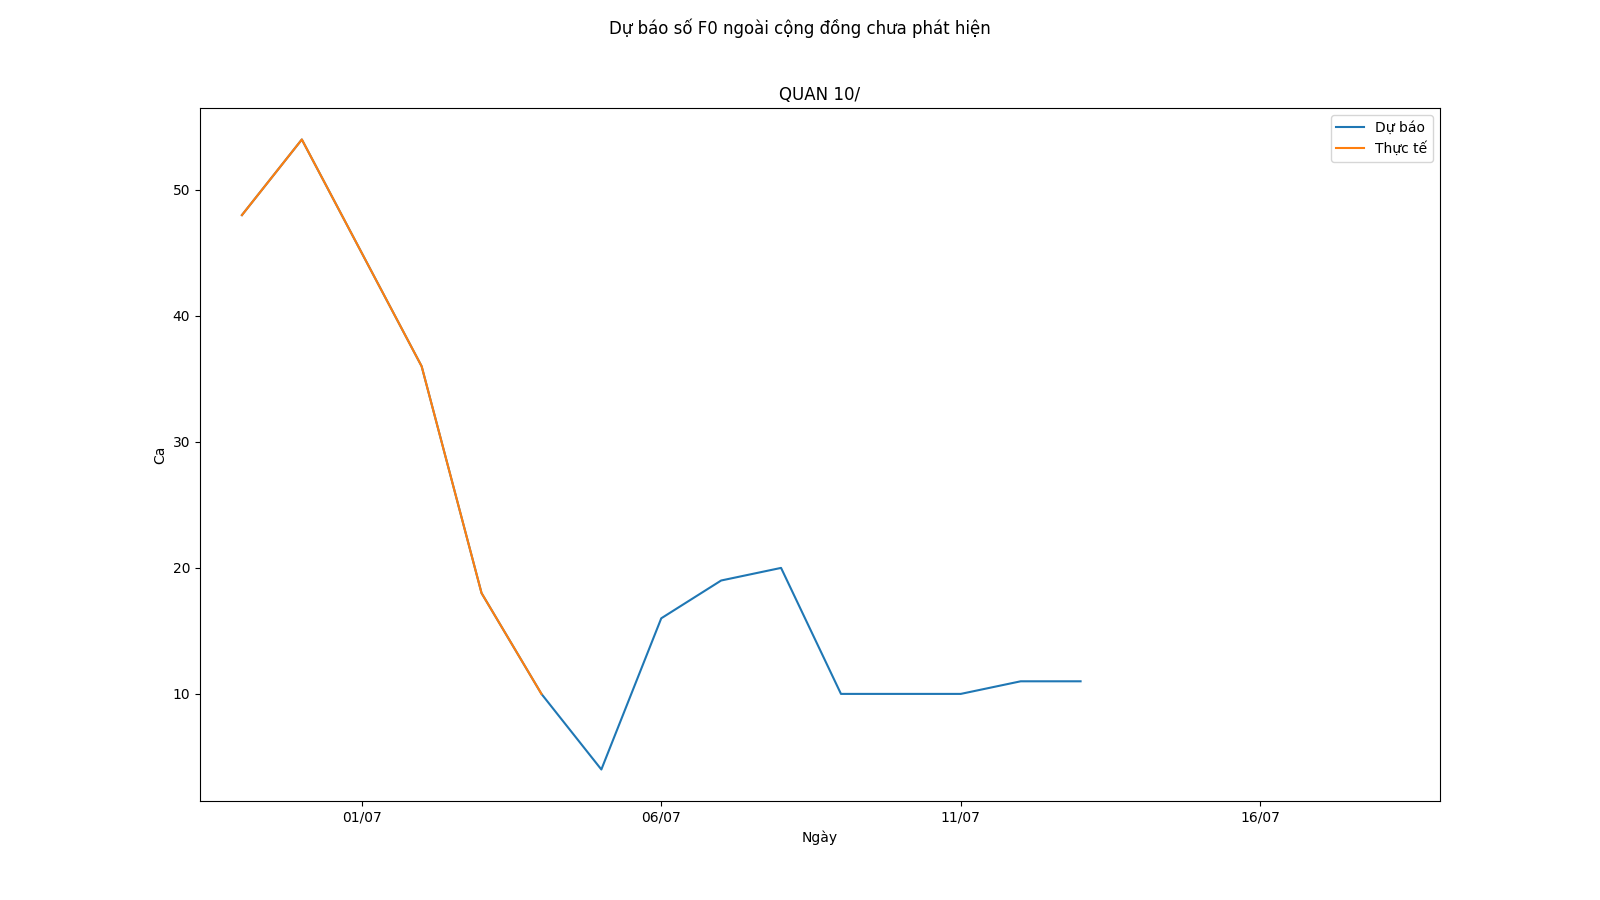 Dự báo số F0 ngoài cộng đồng chưa phát hiện
QUAN 10/
Dự báo
Thực tế
50
40
30
20
10
Ca
01/07
06/07
11/07
16/07
Ngày